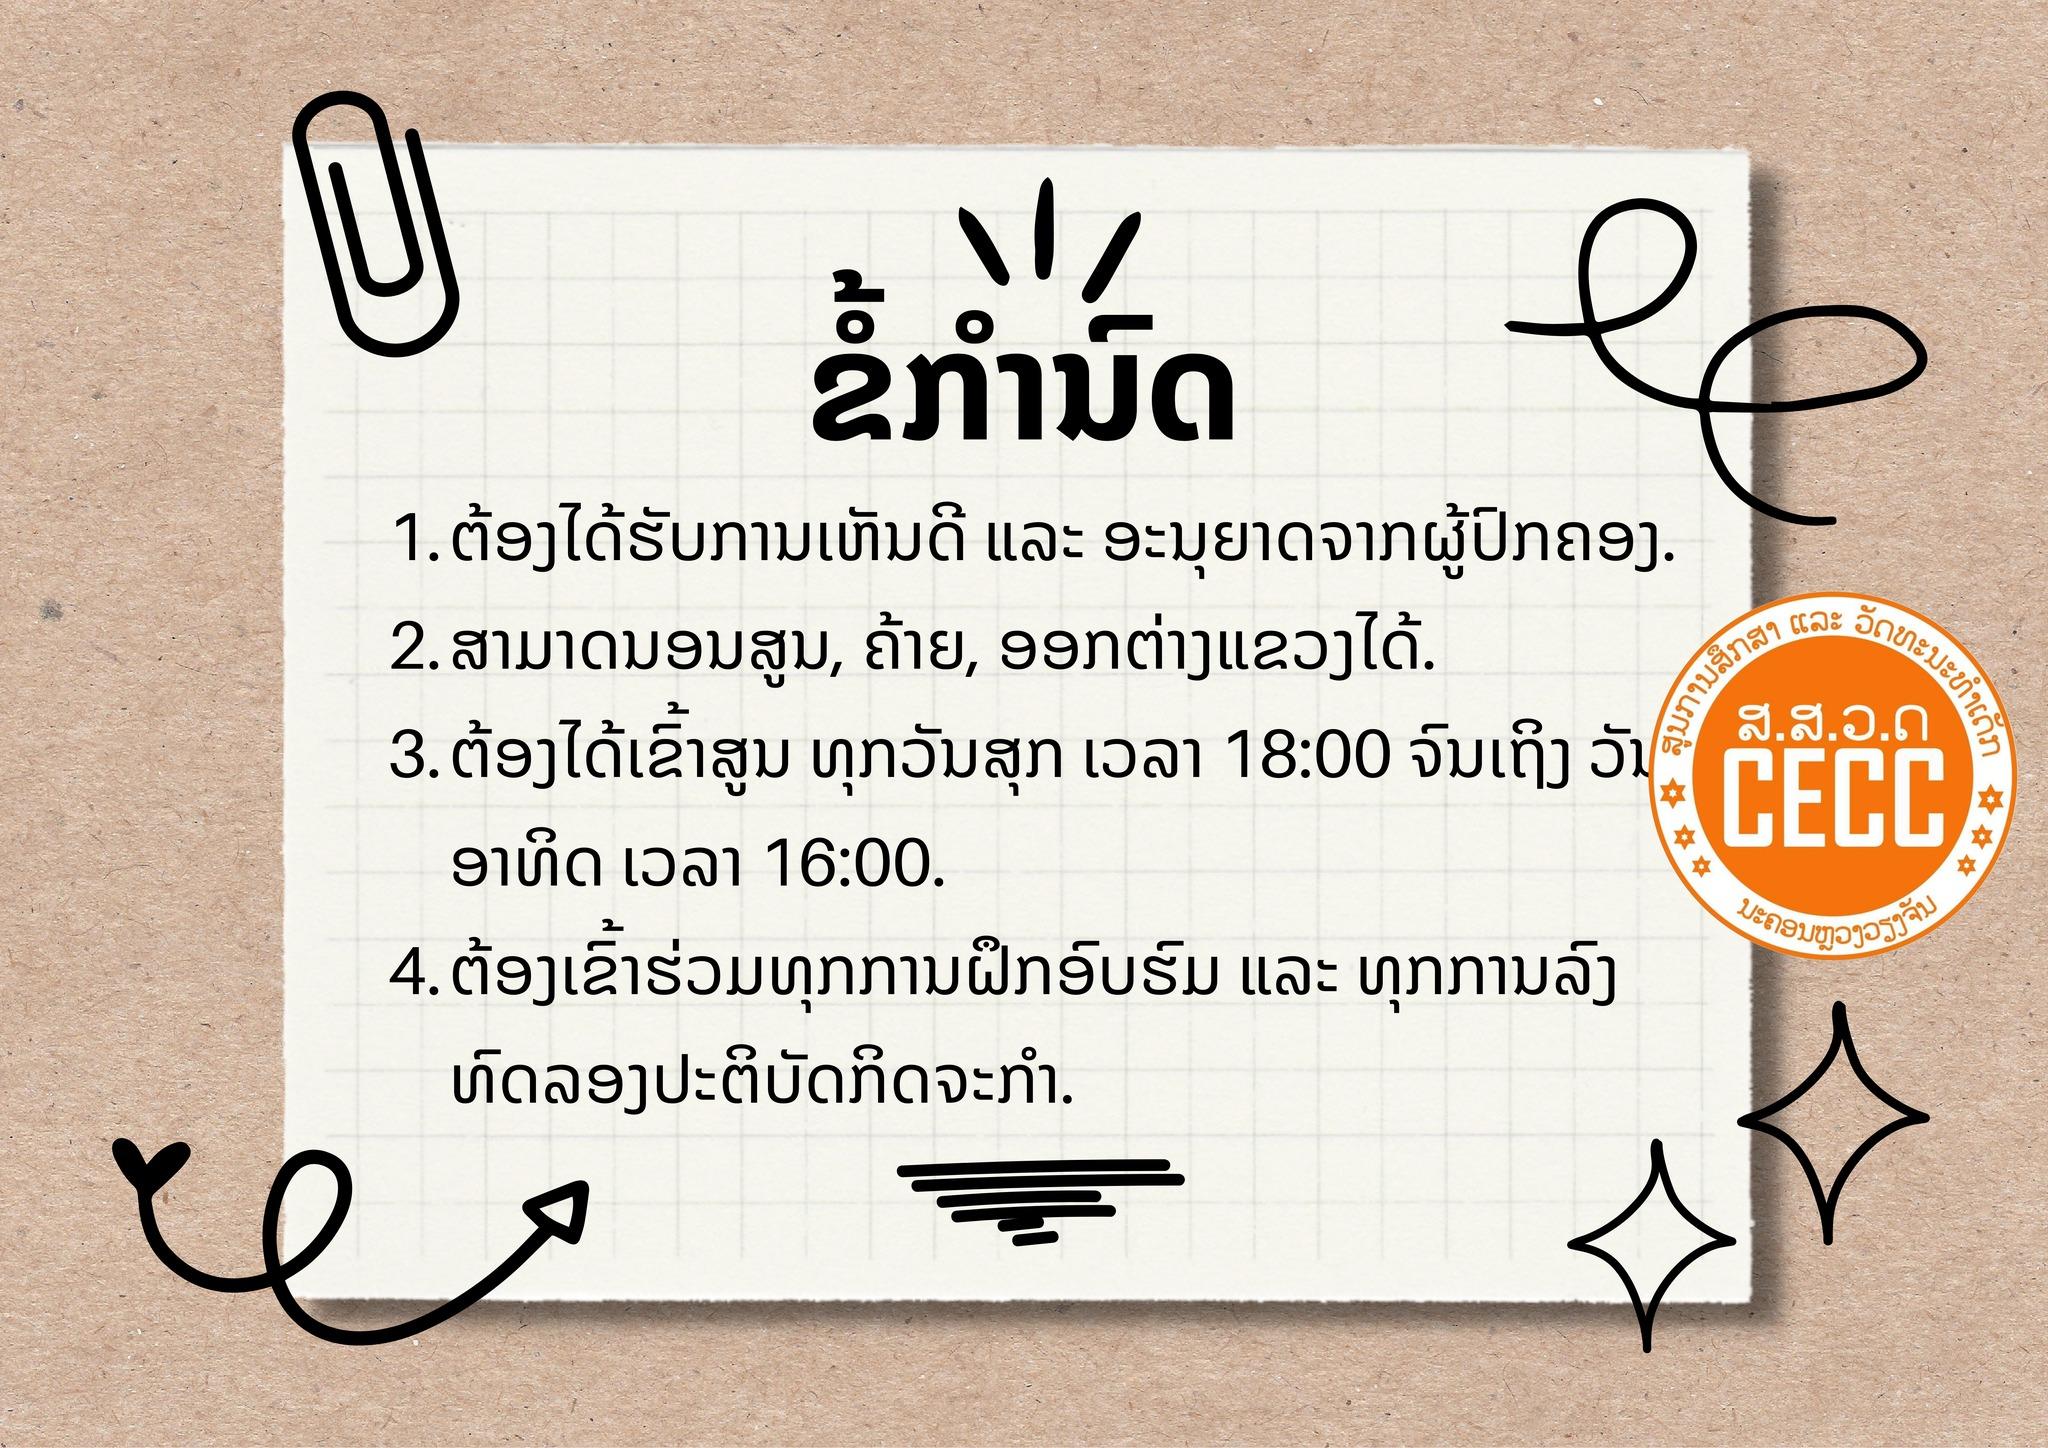 ຂໍ້ກຳນົດ
1. ຕ້ອງໄດ້ຮັບການເຫັນດີ ແລະ ອະນຸຍາດຈາກຜູ້ປົກຄອງ.
2. ສາມາດນອນສູນ, ຄ້າຍ, ອອກຕ່າງແຂວງໄດ້.
3. ຕ້ອງໄດ້ເຂົ້າສູນ ທຸກວັນສຸກ ເວລາ 18:00 ຈົນເຖິງ ວັນ
ອາທິດ ເວລາ 16:00.
4. ຕ້ອງເຂົ້າຮ່ວມທຸກການຝຶກອົບຮົມ ແລະ ທຸກການລົງ
ທົດລອງປະຕິບັດກິດຈະກຳ.
ສູນການສຶກສາ ແລະ ວັດທະນະທຳເດັກ
ສ.ສ.ວ.ດ
CECC
ນະຄອນຫຼວງວຽງຈັນ